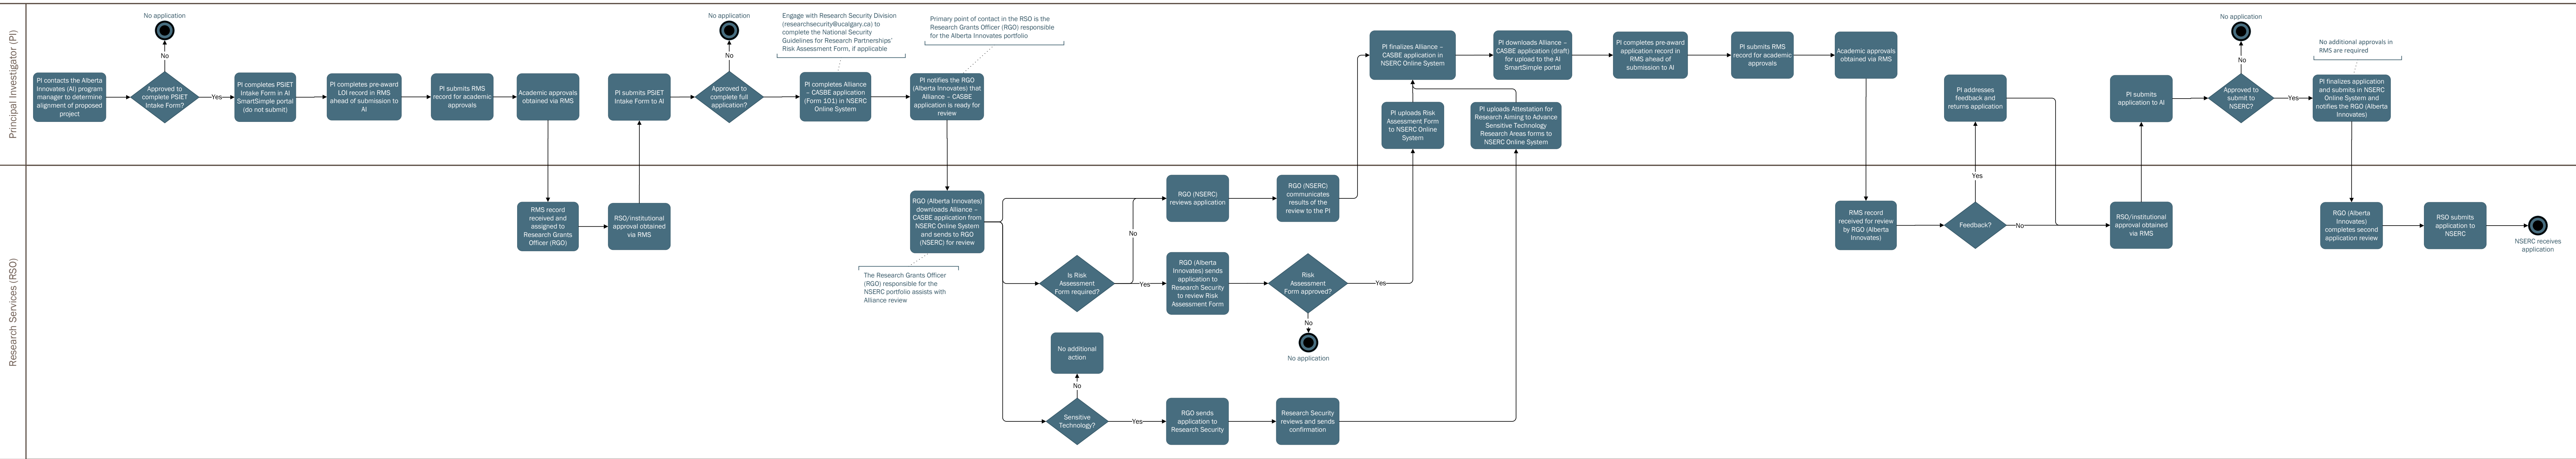 Principal Investigator (PI)
PI contacts the Alberta
Innovates (AI) program
manager to determine
alignment of proposed
project
No application
No
Approved to
complete PSIET
Intake Form?
Yes
PI completes PSIET
Intake Form in AI
SmartSimple portal
(do not submit)
PI completes pre-award
LOI record in RMS
ahead of submission to
AI
PI submits RMS
record for academic
approvals
Academic approvals
obtained via RMS
PI submits PSIET
Intake Form to AI
No application
No
Approved to
complete full
application?
Yes
Engage with Research Security Division
(researchsecurity@ucalgary.ca) to
complete the National Security
Guidelines for Research Partnerships'
Risk Assessment Form, if applicable
PI completes Alliance
– CASBE application
(Form 101) in NSERC
Online System
Primary point of contact in the RSO is the
Research Grants Officer (RGO) responsible
for the Alberta Innovates portfolio
PI notifies the RGO
(Alberta Innovates) that
Alliance – CASBE
application is ready for
review
PI finalizes Alliance –
CASBE application in
NSERC Online System
PI uploads Risk
Assessment Form
to NSERC Online
System
PI downloads Alliance –
CASBE application (draft)
for upload to the AI
SmartSimple portal
PI uploads Attestation for
Research Aiming to Advance
Sensitive Technology
Research Areas forms to
NSERC Online System
PI completes pre-award
application record in
RMS ahead of
submission to AI
PI submits RMS
record for academic
approvals
Academic approvals
obtained via RMS
PI addresses
feedback and
returns application
PI submits
application to AI
No application
No
Approved to
submit to
NSERC?
Yes
No additional approvals in
RMS are required
PI finalizes application
and submits in NSERC
Online System and
notifies the RGO (Alberta
Innovates)
Research Services (RSO)
RMS record
received and
assigned to
Research Grants
Officer (RGO)
RSO/institutional
approval obtained
via RMS
RGO (Alberta Innovates)
downloads Alliance –
CASBE application from
NSERC Online System
and sends to RGO
(NSERC) for review
The Research Grants Officer
(RGO) responsible for the
NSERC portfolio assists with
Alliance review
RGO (NSERC)
reviews application
RGO (NSERC)
communicates
results of the
review to the PI
No
Is Risk
Assessment
Form required?
Yes
RGO (Alberta
Innovates) sends
application to
Research Security
to review Risk
Assessment Form
Risk
Assessment
Form approved?
Yes
No
No application
No additional
action
No
Sensitive
Technology?
Yes
RGO sends
application to
Research Security
Research Security
reviews and sends
confirmation
RMS record
received for review
by RGO (Alberta
Innovates)
Yes
Feedback?
No
RSO/institutional
approval obtained
via RMS
RGO (Alberta
Innovates)
completes second
application review
RSO submits
application to
NSERC
NSERC receives
application